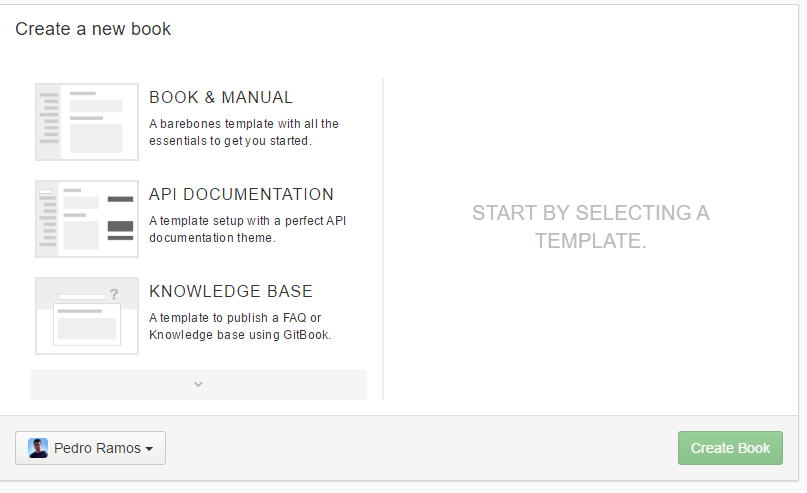 Create a new book
BOOK & MANUAL
A barebones template with all the
essentials to get you started.
API DOCUMENTATION
A template setup with a perfect API
documentation theme.
?
KNOWLEDGE BASE
A template to publish a FAQ or
Knowledge base using GitBook.
START BY SELECTING A
TEMPLATE.
Pedro Ramos
Create Book